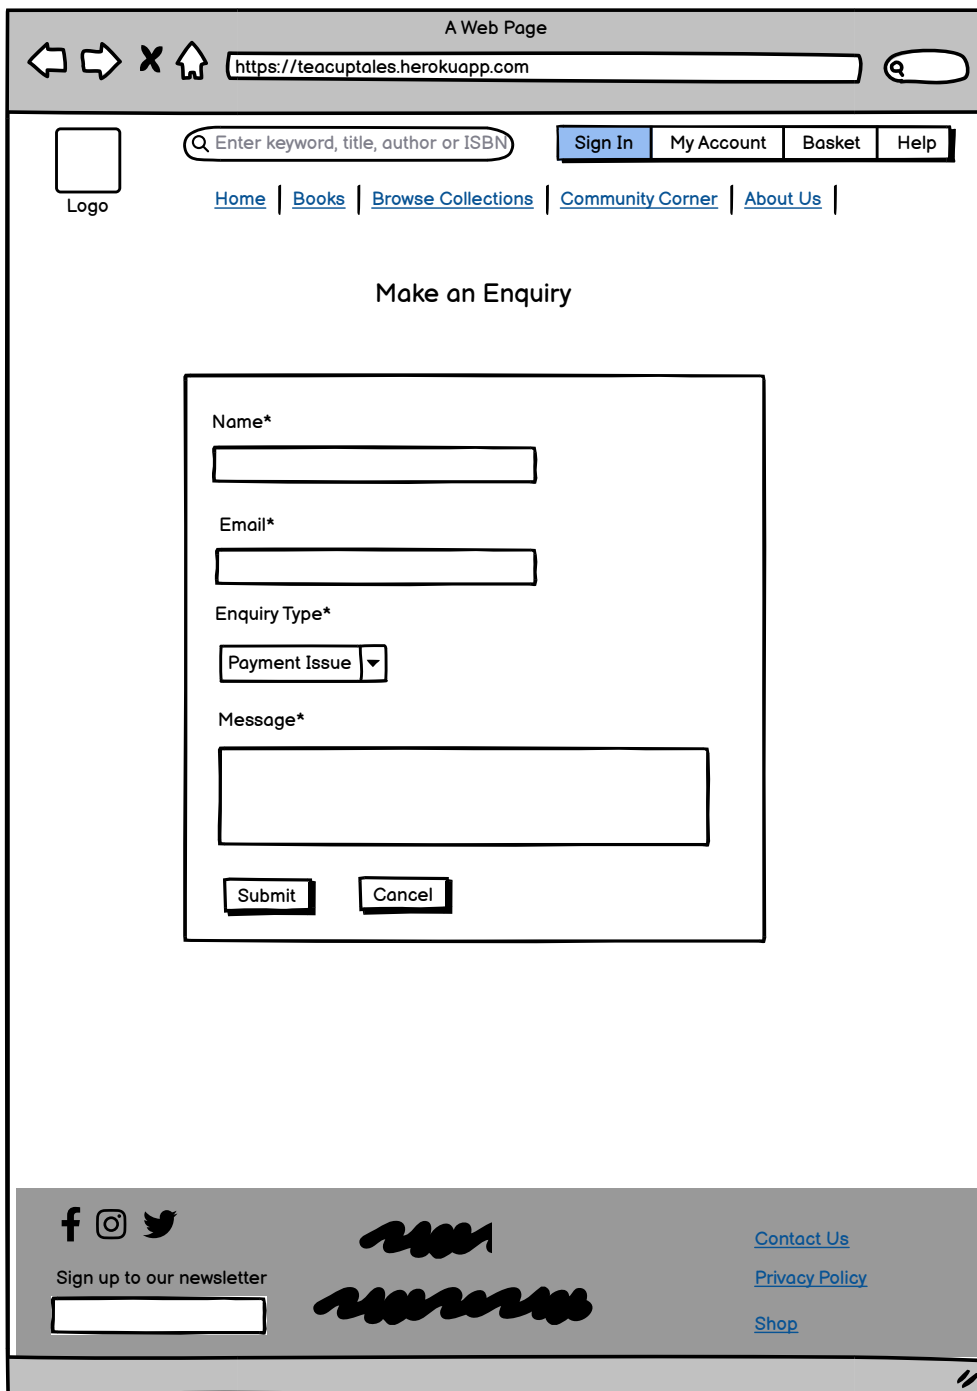 A Web Page
https://teacuptales.herokuapp.com
Enter keyword, title, author or ISBN
Sign In My Account Basket Help
Logo
Home Books Browse Collections Community Corner About Us
Make an Enquiry
Name*
Email*
Enquiry Type*
Payment Issue
Message*
Submit Cancel
Sign up to our newsletter
Contact Us
Privacy Policy
Shop